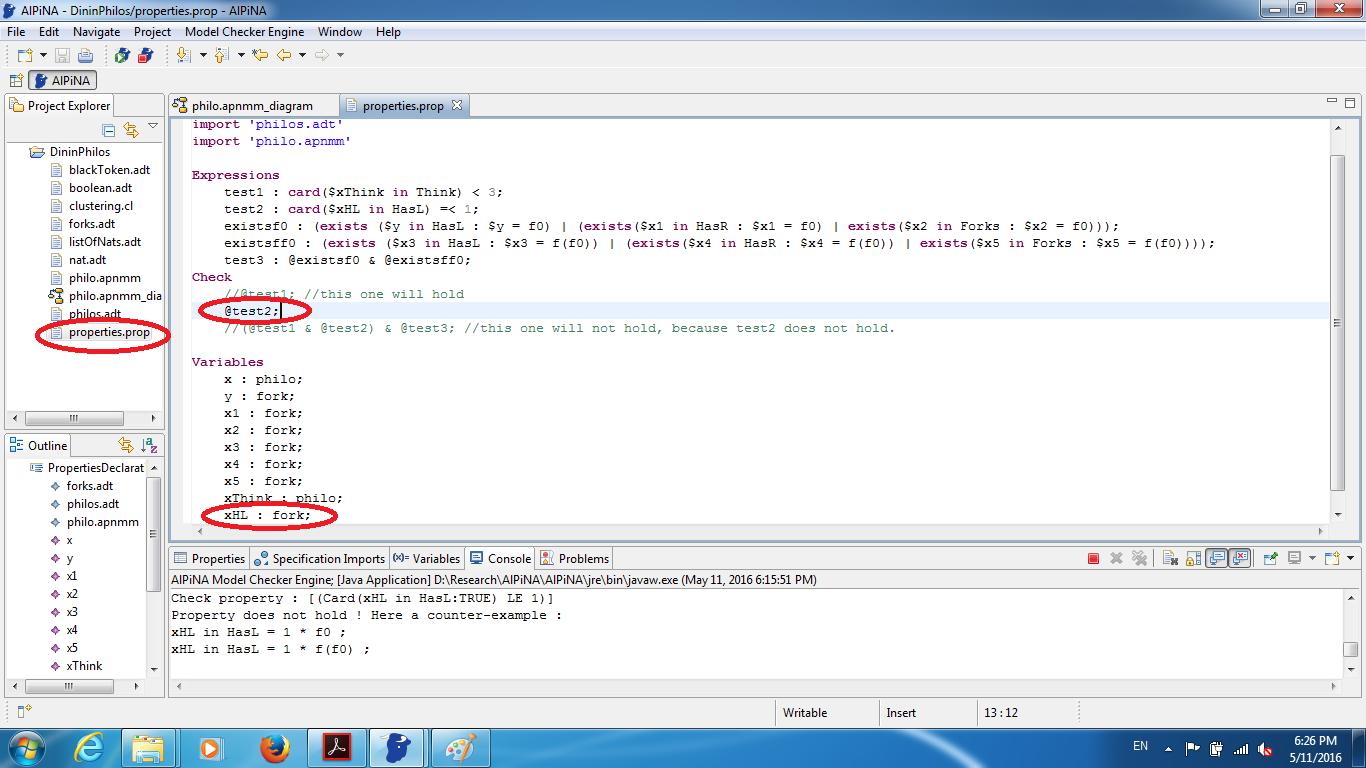 AlPiNA - DininPhilos/properties.prop - AlPiNA
File Edit Navigate Project Model Checker Engine Window Help
AlPiNA
Project Explorer
DininPhilos
blackToken.adt
boolean.adt
clustering.cl
forks.adt
listOfNats.adt
nat.adt
philo.apnmm
philo.apnmm_dia
philos.adt
properties.prop
Outline
PropertiesDeclarat
forks.adt
philos.adt
philo.apnmm
x
y
x1
x2
x3
x4
x5
xThink
philo.apnmm_diagram properties.prop
import 'philos.adt'
import 'philo.apnmm'
Expressions
test1 : card($xThink in Think) < 3;
test2 : card($xHL in HasL) =< 1;
existsf0 : (exists ($y in HasL : $y = f0) | (exists($x1 in HasR : $x1 = f0) | exists($x2 in Forks : $x2 = f0)));
existsff0 : (exists ($x3 in HasL : $x3 = f(f0)) | (exists($x4 in HasR : $x4 = f(f0)) | exists($x5 in Forks : $x5 = f(f0))));
test3 : @existsf0 & @existsff0;
Check
//@test1; //this one will hold
@test2;
//(@test1 & @test2) & @test3; //this one will not hold, because test2 does not hold.
Variables
x : philo;
y : fork;
x1 : fork;
x2 : fork;
x3 : fork;
x4 : fork;
x5 : fork;
xThink : philo;
xHL : fork;
Properties Specification Imports Variables Console Problems
AlPiNA Model Checker Engine; [Java Application] D:\Research\AlPiNA\AlPiNA\jre\bin\javaw.exe (May 11, 2016 6:15:51 PM)
Check property : [(Card(xHL in HasL:TRUE) LE 1)]
Property does not hold ! Here a counter-example :
xHL in HasL = 1 * f0 ;
xHL in HasL = 1 * f(f0) ;
Writable Insert 13 : 12
EN
6:26 PM
5/11/2016